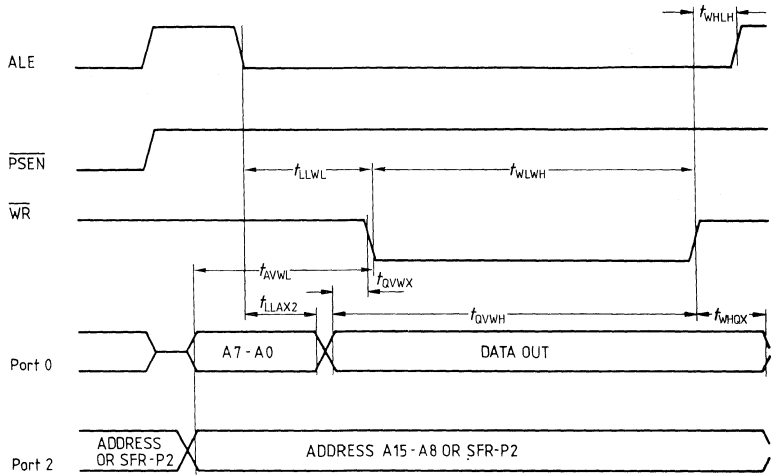 tWHLH
ALE
PSEN
tLLWL
tWLWH
WR
tAVWL
tQVWX
tLLAX2
tQVWH
tWHQX
Port 0
A7-A0
DATA OUT
Port 2
ADDRESS
OR SFR-P2
ADDRESS A15-A8 OR SFR-P2